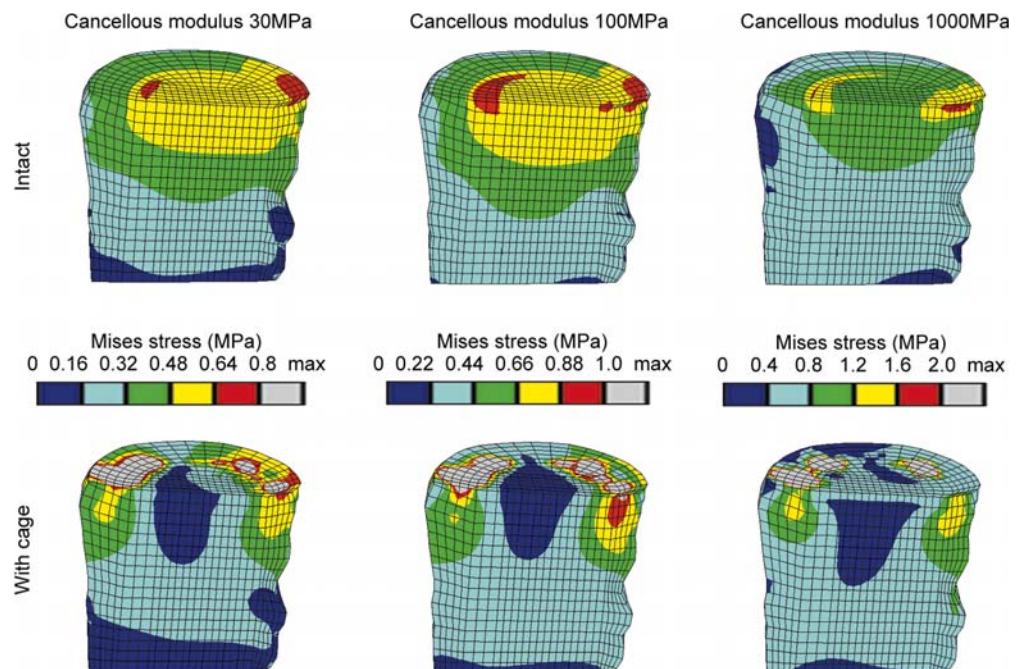 Cancellous modulus 30MPa Cancellous modulus 100MPa Cancellous modulus 1000MPa
Intact
Mises stress (MPa) Mises stress (MPa) Mises stress (MPa)
0 0.16 0.32 0.48 0.64 0.8 max 0 0.22 0.44 0.66 0.88 1.0 max 0 0.4 0.8 1.2 1.6 2.0 max
With cage